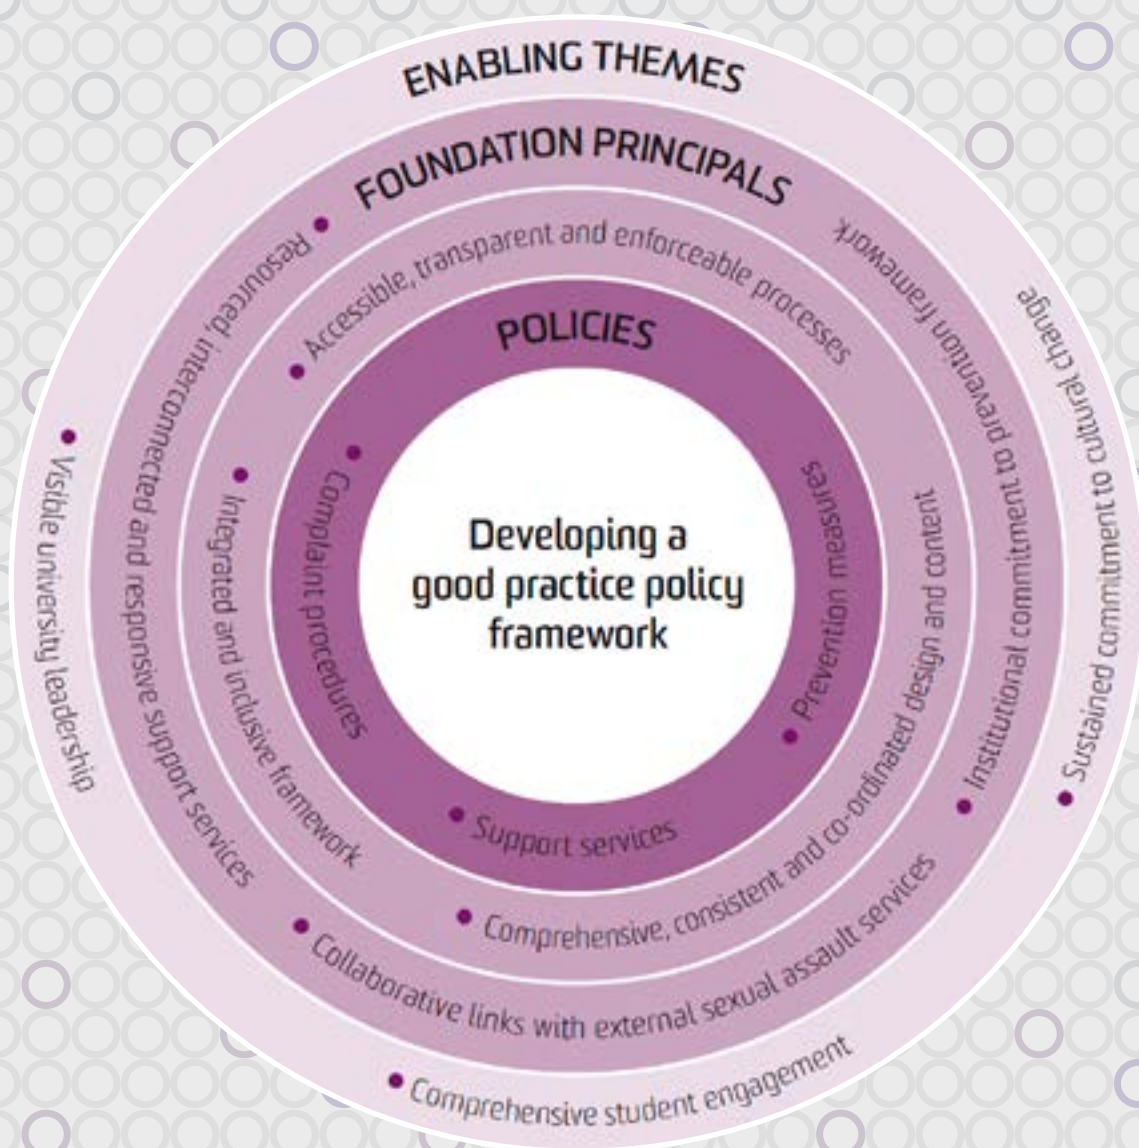 ENABLING THEMES
FOUNDATION PRINCIPALS
Accessible, transparent and enforceable processes
POLICIES
Developing a
good practice policy
framework
Complaint procedures
Prevention measures
Support services
Integrated and inclusive framework
Comprehensive, consistent and co-ordinated design and content
Resourced, interconnected and responsive support services
Institutional commitment to prevention framework
Collaborative links with external sexual assault services
Visible university leadership
Sustained commitment to cultural change
Comprehensive student engagement